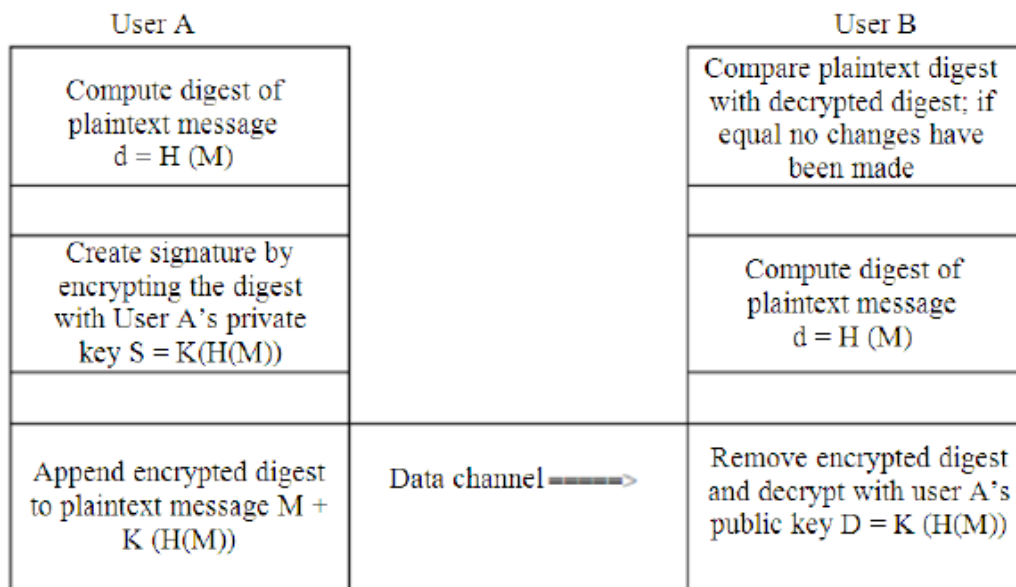 User A
Compute digest of
plaintext message
d = H (M)
Create signature by
encrypting the digest
with User A's private
key S = K(H(M))
Append encrypted digest
to plaintext message M +
K (H(M))
Data channel =====>
User B
Compare plaintext digest
with decrypted digest; if
equal no changes have
been made
Compute digest of
plaintext message
d = H (M)
Remove encrypted digest
and decrypt with user A's
public key D = K (H(M))